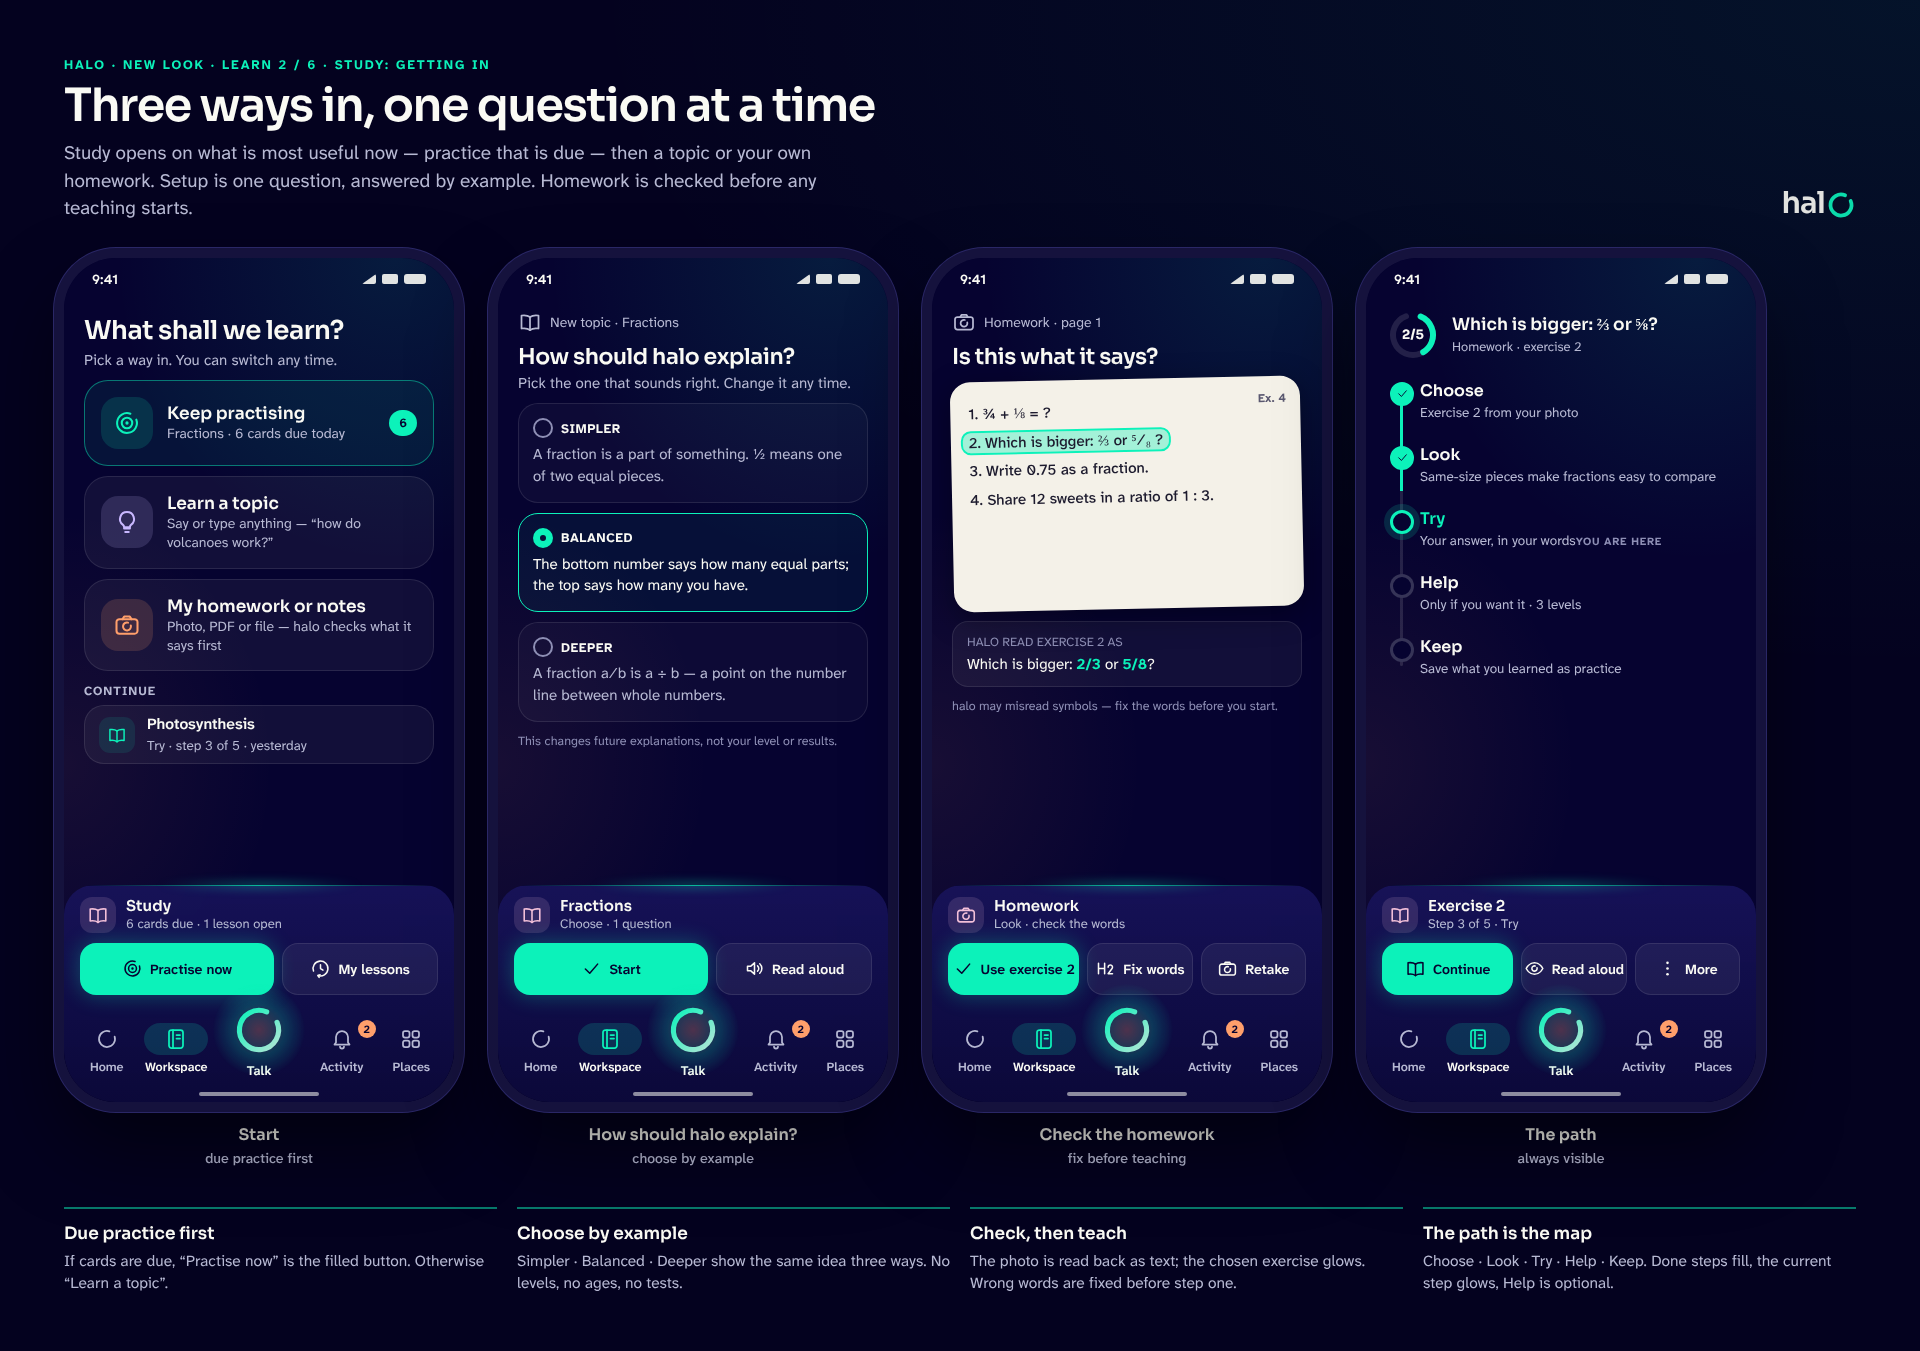 HALO · NEW LOOK · LEARN 2 / 6 · STUDY: GETTING IN
Three ways in, one question at a time
Study opens on what is most useful now — practice that is due — then a topic or your own
homework. Setup is one question, answered by example. Homework is checked before any
teaching starts.
halo
9:41
What shall we learn?
Pick a way in. You can switch any time.
Keep practising
Fractions · 6 cards due today
6
Learn a topic
Say or type anything — “how do
volcanoes work?”
My homework or notes
Photo, PDF or file — halo checks what it
says first
CONTINUE
Photosynthesis
Try · step 3 of 5 · yesterday
Study
6 cards due · 1 lesson open
Practise now
My lessons
Home
Workspace
Talk
Activity
2
Places
Start
due practice first
9:41
New topic · Fractions
How should halo explain?
Pick the one that sounds right. Change it any time.
SIMPLER
A fraction is a part of something. ½ means one
of two equal pieces.
BALANCED
The bottom number says how many equal parts;
the top says how many you have.
DEEPER
A fraction a/b is a ÷ b — a point on the number
line between whole numbers.
This changes future explanations, not your level or results.
Fractions
Choose · 1 question
Start
Read aloud
Home
Workspace
Talk
Activity
2
Places
How should halo explain?
choose by example
9:41
Homework · page 1
Is this what it says?
Ex. 4
1. ¾ + ⅛ = ?
2. Which is bigger: ⅔ or ⁵/₈ ?
3. Write 0.75 as a fraction.
4. Share 12 sweets in a ratio of 1 : 3.
HALO READ EXERCISE 2 AS
Which is bigger: 2/3 or 5/8?
halo may misread symbols — fix the words before you start.
Homework
Look · check the words
Use exercise 2
H2 Fix words
Retake
Home
Workspace
Talk
Activity
2
Places
Check the homework
fix before teaching
9:41
2/5
Which is bigger: ⅔ or ⅝?
Homework · exercise 2
Choose
Exercise 2 from your photo
Look
Same-size pieces make fractions easy to compare
Try
Your answer, in your wordsYOU ARE HERE
Help
Only if you want it · 3 levels
Keep
Save what you learned as practice
Exercise 2
Step 3 of 5 · Try
Continue
Read aloud
More
Home
Workspace
Talk
Activity
2
Places
The path
always visible
Due practice first
If cards are due, “Practise now” is the filled button. Otherwise
“Learn a topic”.
Choose by example
Simpler · Balanced · Deeper show the same idea three ways. No
levels, no ages, no tests.
Check, then teach
The photo is read back as text; the chosen exercise glows.
Wrong words are fixed before step one.
The path is the map
Choose · Look · Try · Help · Keep. Done steps fill, the current
step glows, Help is optional.